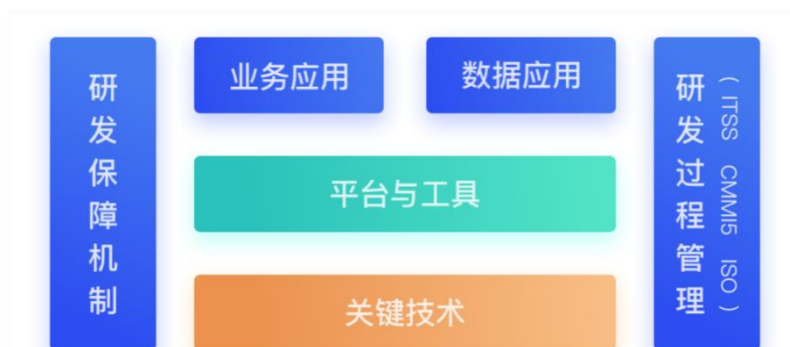 研发保障机制
业务应用
数据应用
平台与工具
关键技术
研发过程管理
（ITSS CMMI5 ISO）